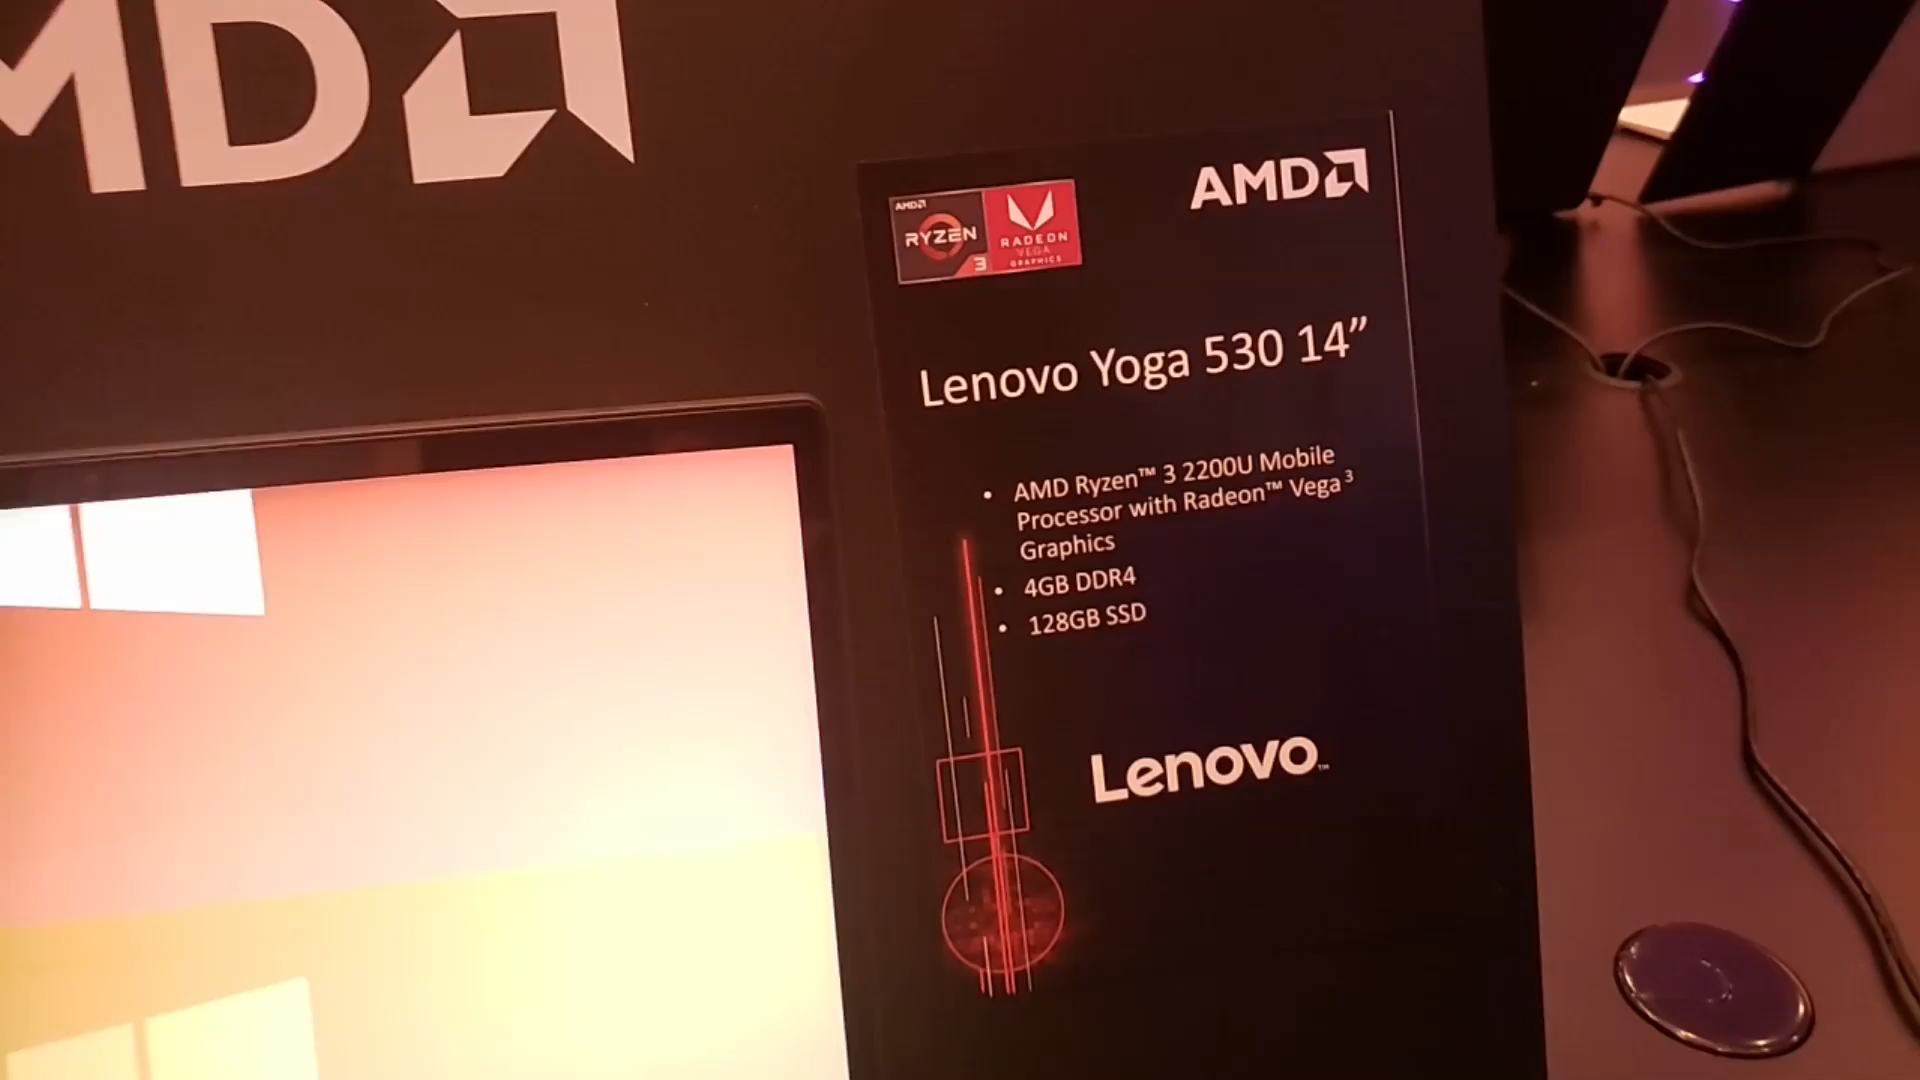 AMD
AMD
AMD
RYZEN
3
RADEON
VEGA
GRAPHICS
Lenovo Yoga 530 14”
• AMD Ryzen™ 3 2200U Mobile
Processor with Radeon™ Vega ³
Graphics
• 4GB DDR4
• 128GB SSD
Lenovo™